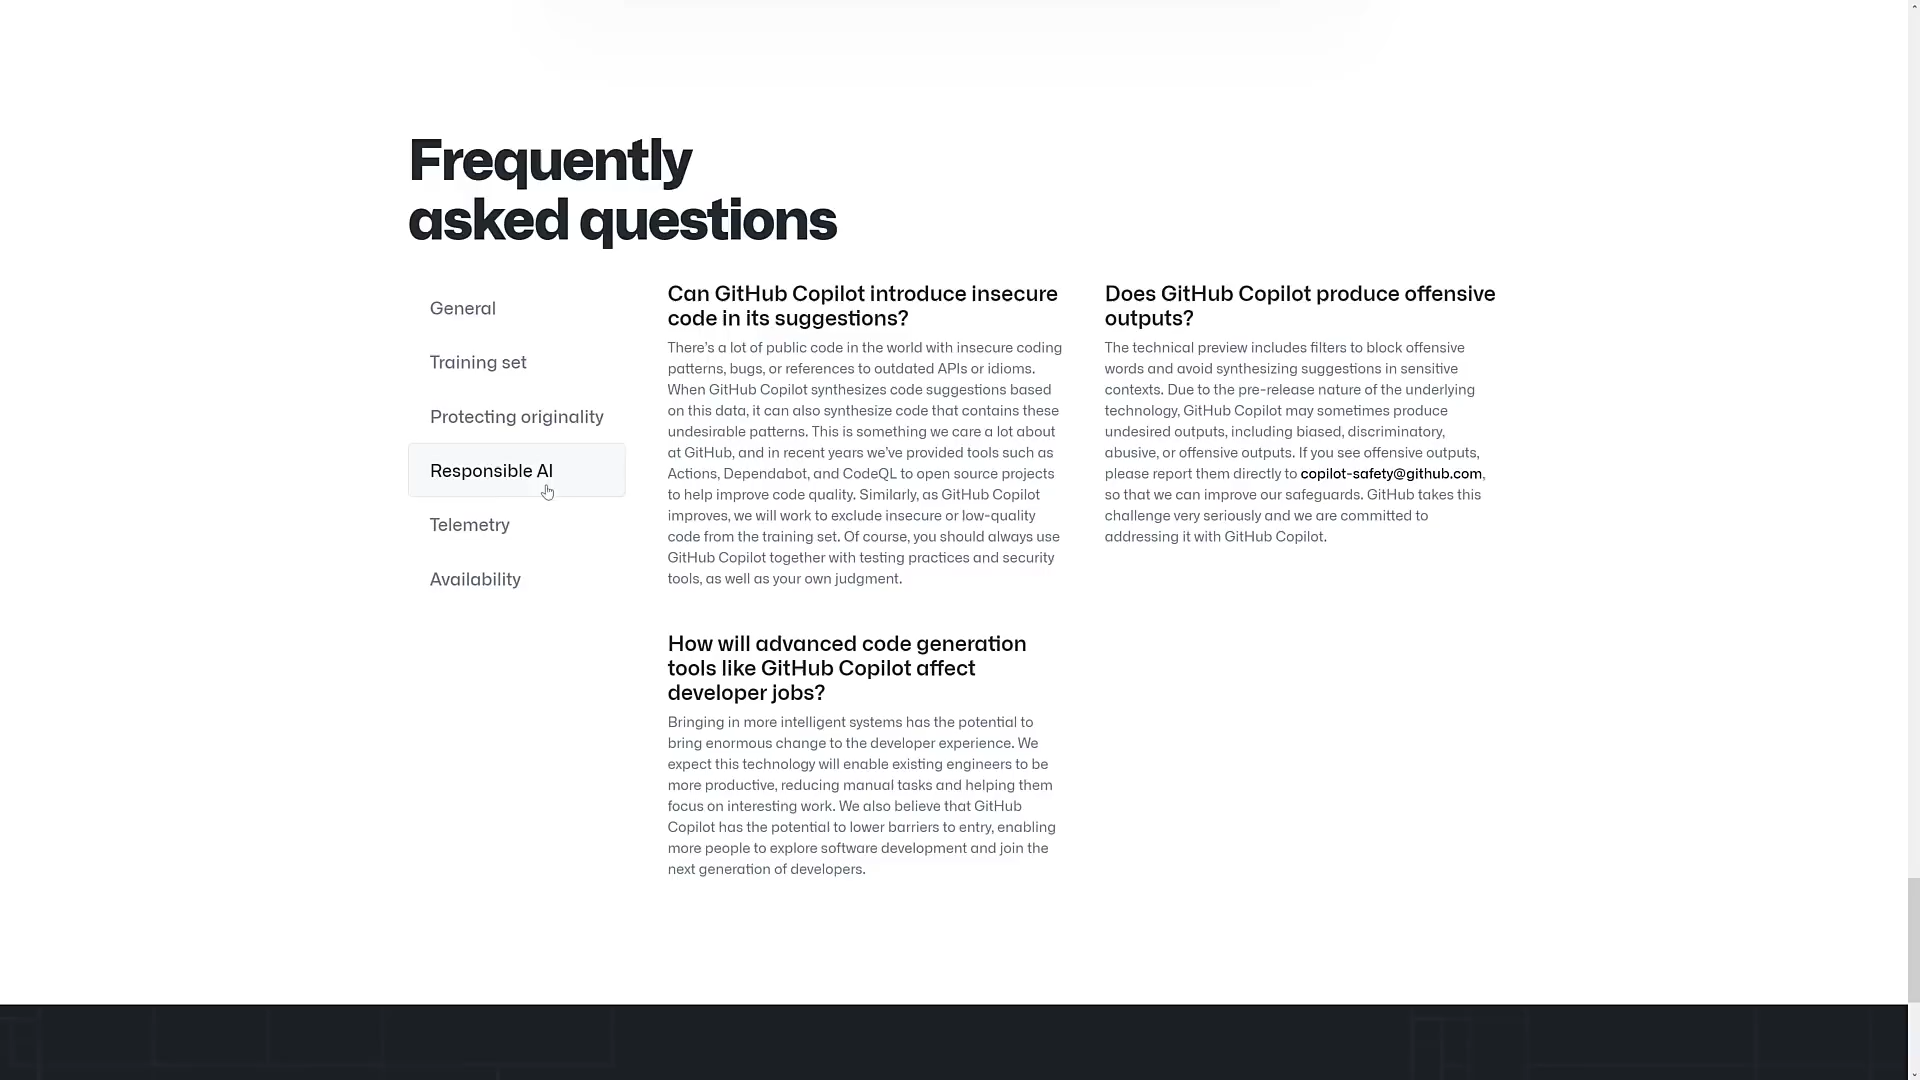 Frequently
asked questions
General
Training set
Protecting originality
Responsible AI
Telemetry
Availability
Can GitHub Copilot introduce insecure
code in its suggestions?
There's a lot of public code in the world with insecure coding
patterns, bugs, or references to outdated APIs or idioms.
When GitHub Copilot synthesizes code suggestions based
on this data, it can also synthesize code that contains these
undesirable patterns. This is something we care a lot about
at GitHub, and in recent years we've provided tools such as
Actions, Dependabot, and CodeQL to open source projects
to help improve code quality. Similarly, as GitHub Copilot
improves, we will work to exclude insecure or low-quality
code from the training set. Of course, you should always use
GitHub Copilot together with testing practices and security
tools, as well as your own judgment.
Does GitHub Copilot produce offensive
outputs?
The technical preview includes filters to block offensive
words and avoid synthesizing suggestions in sensitive
contexts. Due to the pre-release nature of the underlying
technology, GitHub Copilot may sometimes produce
undesired outputs, including biased, discriminatory,
abusive, or offensive outputs. If you see offensive outputs,
please report them directly to copilot-safety@github.com,
so that we can improve our safeguards. GitHub takes this
challenge very seriously and we are committed to
addressing it with GitHub Copilot.
How will advanced code generation
tools like GitHub Copilot affect
developer jobs?
Bringing in more intelligent systems has the potential to
bring enormous change to the developer experience. We
expect this technology will enable existing engineers to be
more productive, reducing manual tasks and helping them
focus on interesting work. We also believe that GitHub
Copilot has the potential to lower barriers to entry, enabling
more people to explore software development and join the
next generation of developers.